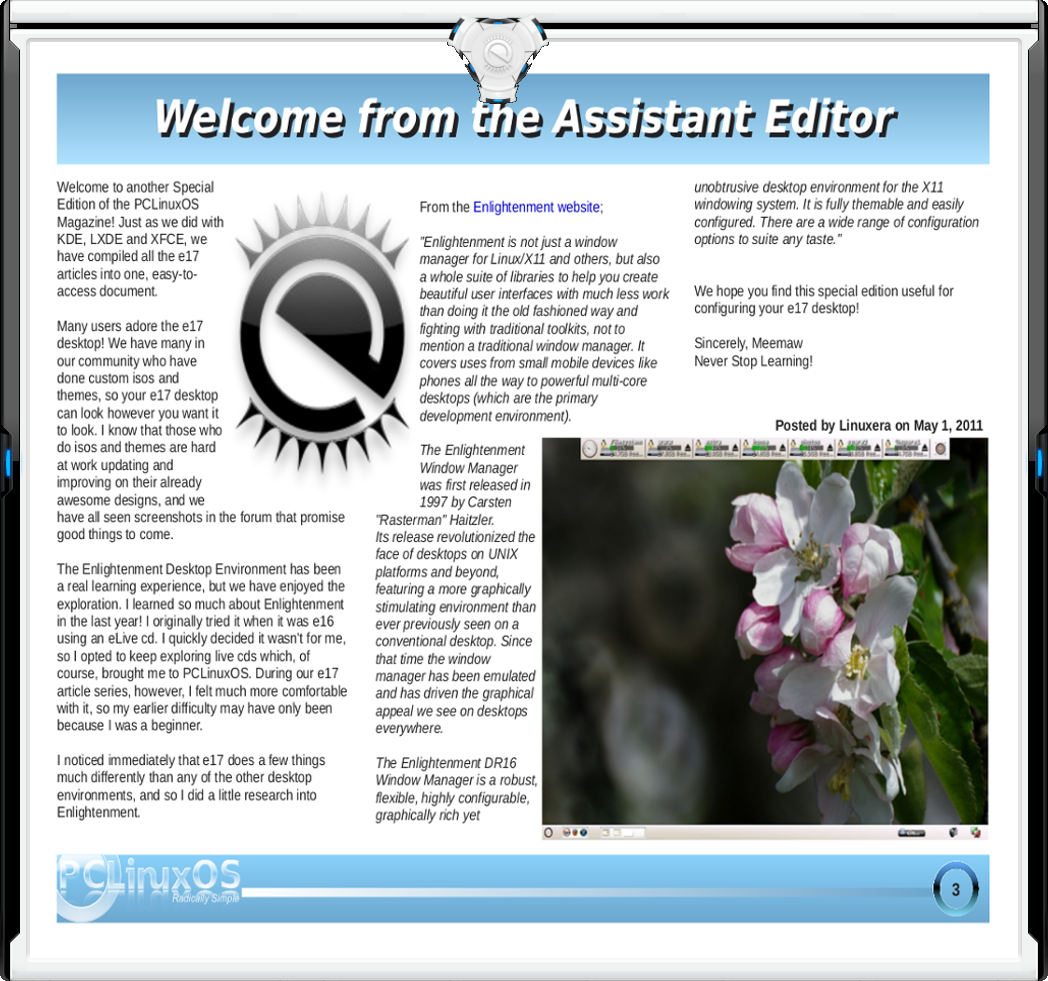 Welcome from the Assistant Editor
Welcome to another Special
Edition of the PCLinuxOS
Magazine! Just as we did with
KDE, LXDE and XFCE, we
have compiled all the e17
articles into one, easy-to-
access document.
Many users adore the e17
desktop! We have many in
our community who have
done custom isos and
themes, so your e17 desktop
can look however you want it
to look. I know that those who
do isos and themes are hard
at work updating and
improving on their already
awesome designs, and we
have all seen screenshots in the forum that promise
good things to come.
The Enlightenment Desktop Environment has been
a real learning experience, but we have enjoyed the
exploration. I learned so much about Enlightenment
in the last year! I originally tried it when it was e16
using an eLive cd. I quickly decided it wasn't for me,
so I opted to keep exploring live cds which, of
course, brought me to PCLinuxOS. During our e17
article series, however, I felt much more comfortable
with it, so my earlier difficulty may have only been
because I was a beginner.
I noticed immediately that e17 does a few things
much differently than any of the other desktop
environments, and so I did a little research into
Enlightenment.
From the Enlightenment website;
"Enlightenment is not just a window
manager for Linux/X11 and others, but also
a whole suite of libraries to help you create
beautiful user interfaces with much less work
than doing it the old fashioned way and
fighting with traditional toolkits, not to
mention a traditional window manager. It
covers uses from small mobile devices like
phones all the way to powerful multi-core
desktops (which are the primary
development environment).
The Enlightenment
Window Manager
was first released in
1997 by Carsten
"Rasterman" Haitzler.
Its release revolutionized the
face of desktops on UNIX
platforms and beyond,
featuring a more graphically
stimulating environment than
ever previously seen on a
conventional desktop. Since
that time the window
manager has been emulated
and has driven the graphical
appeal we see on desktops
everywhere.
The Enlightenment DR16
Window Manager is a robust,
flexible, highly configurable,
graphically rich yet
unobtrusive desktop environment for the X11
windowing system. It is fully themable and easily
configured. There are a wide range of configuration
options to suite any taste."
We hope you find this special edition useful for
configuring your e17 desktop!
Sincerely, Meemaw
Never Stop Learning!
Posted by Linuxera on May 1, 2011
PCLinuxOS
Radically Simple
3